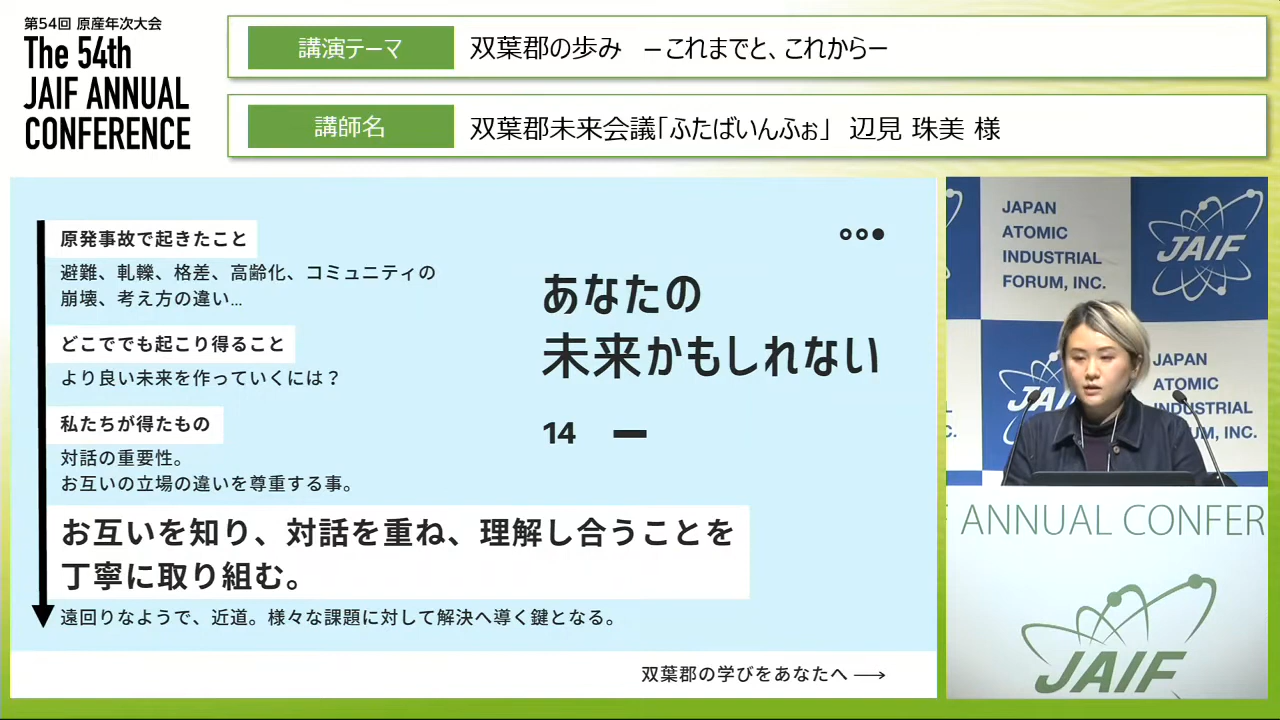 第54回 原産年次大会
The 54th
JAIF ANNUAL
CONFERENCE
講演テーマ
双葉郡の歩み －これまでと、これからー
講師名
双葉郡未来会議「ふたばいんふぉ」 辺見 珠美 様
原発事故で起きたこと
避難、軋轢、格差、高齢化、コミュニティの
崩壊、考え方の違い...
どこででも起こり得ること
より良い未来を作っていくには？
私たちが得たもの
対話の重要性。
お互いの立場の違いを尊重する事。
お互いを知り、対話を重ね、理解し合うことを
丁寧に取り組む。
遠回りなようで、近道。様々な課題に対して解決へ導く鍵となる。
あなたの
未来かもしれない
14 ー
双葉郡の学びをあなたへ →
JAPAN
ATOMIC
INDUSTRIAL
FORUM, INC.
JAIF
JAIF
JAPAN
ATOMIC
INDUSTRIAL
UM, INC.
L
C.
ANNUAL CONFER
JAIF